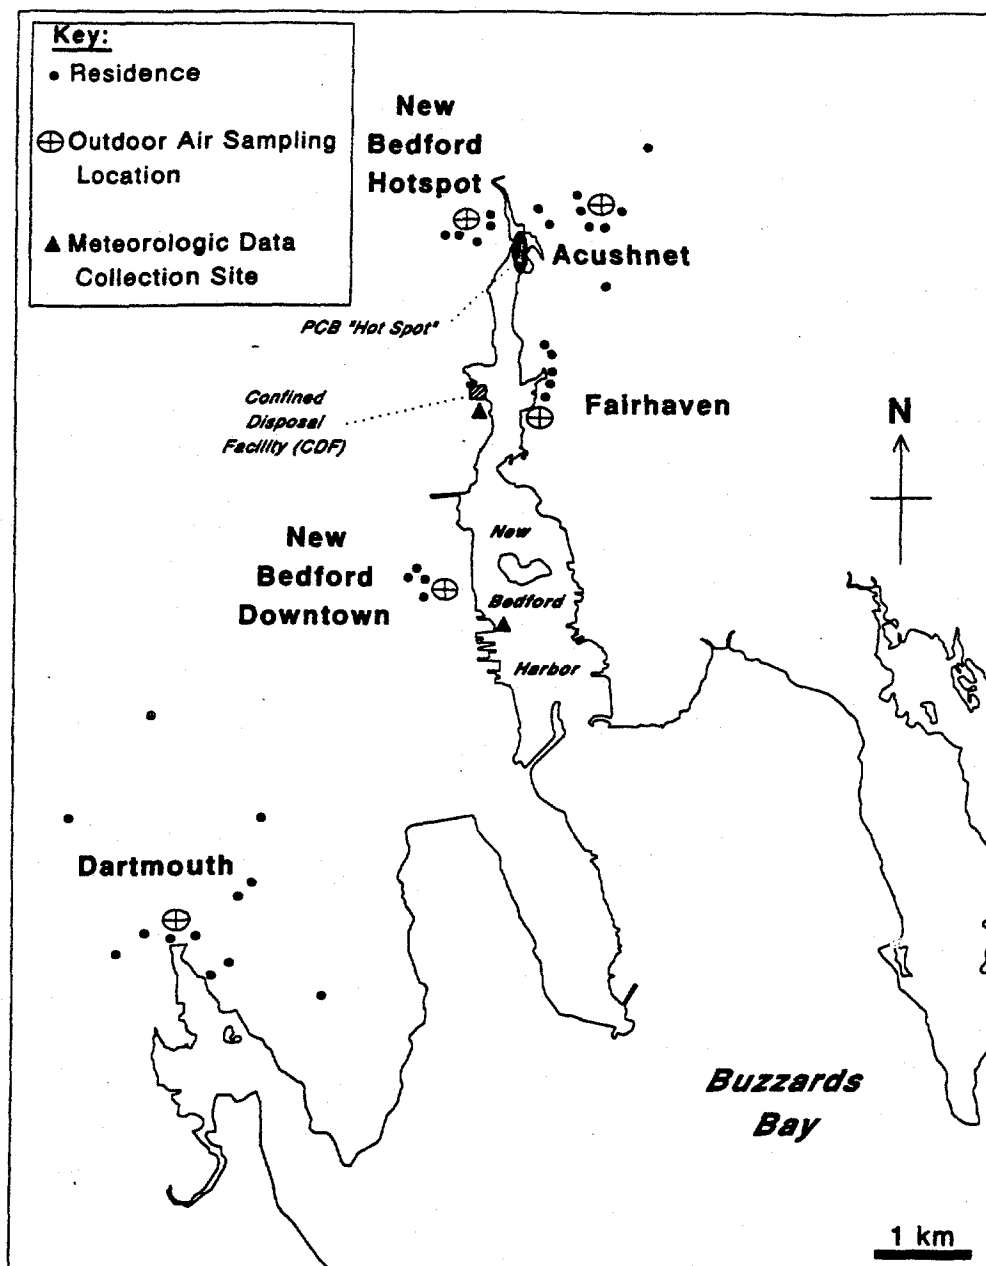 Key:
Residence
Outdoor Air Sampling
Location
Meteorologic Data
Collection Site
New
Bedford
Hotspot
Acushnet
PCB "Hot Spot"
Confined
Disposal
Facility (CDF)
Fairhaven
N
New
Bedford
Downtown
New
Bedford
Harbor
Dartmouth
Buzzards
Bay
1 km